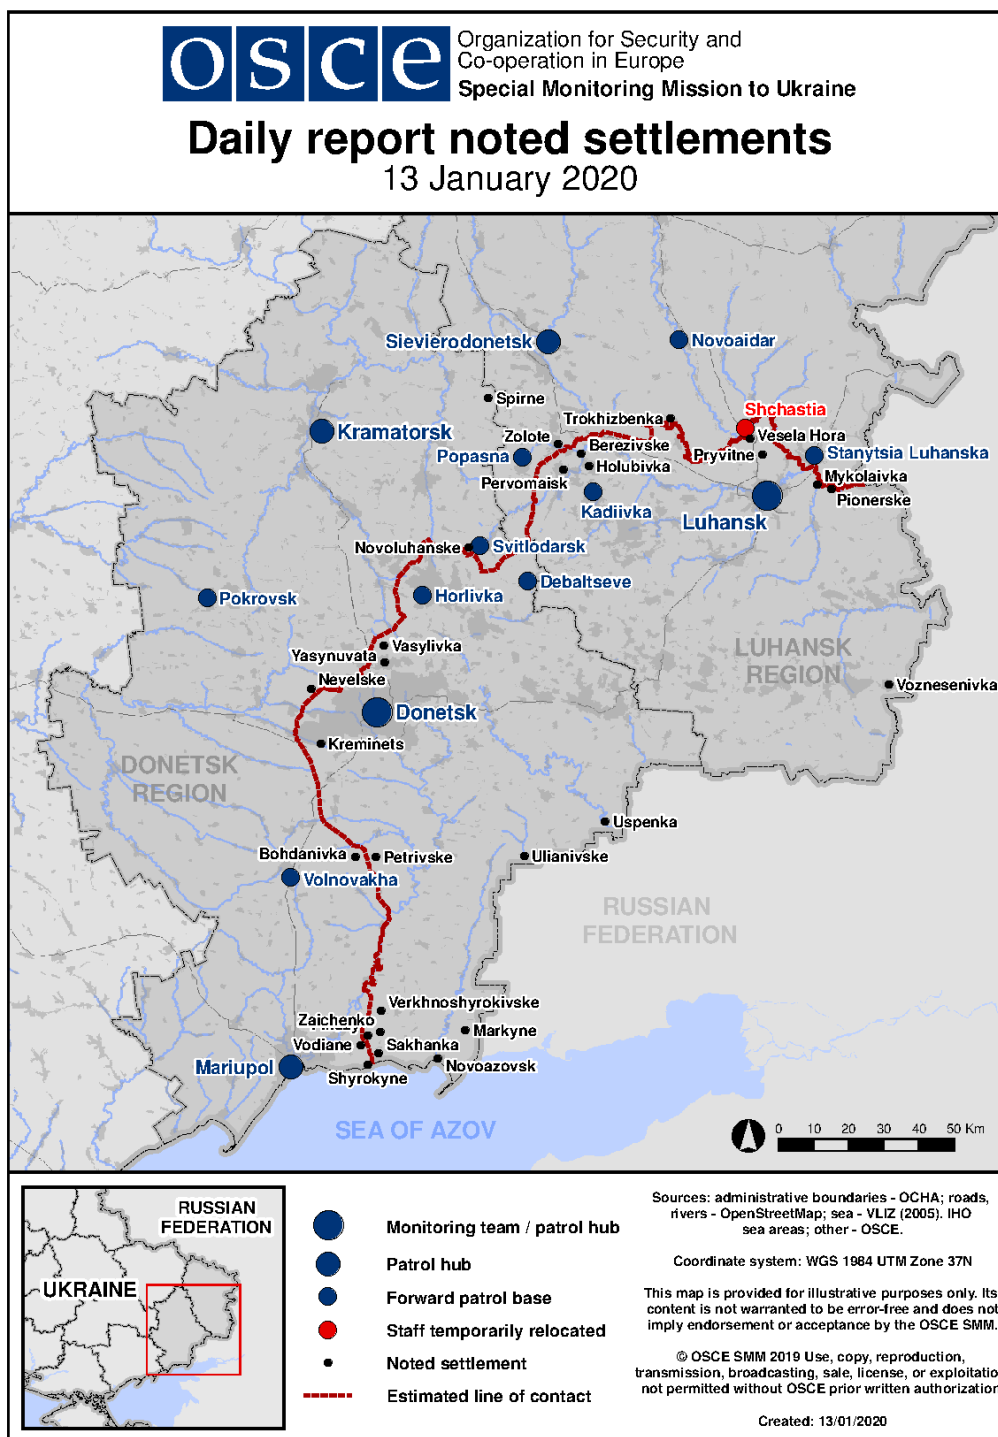 osce
Organization for Security and
Co-operation in Europe
Special Monitoring Mission to Ukraine
Daily report noted settlements
13 January 2020
Sievierodonetsk
Novoaidar
Spirne
Shchastia
Trokhizbenka
Kramatorsk
Zolote
Vesela Hora
Berezivske
Popasna
Pryvitne
Stanytsia Luhanska
Holubivka
Pervomaisk
Mykolaivka
Pionerske
Kadiivka
Luhansk
Novoluhanske
Svitlodarsk
Debaltseve
Pokrovsk
Horlivka
Vasylivka
Yasynuvata
LUHANSK
REGION
Nevelske
Voznesenivka
Donetsk
Kreminets
DONETSK
REGION
Uspenka
Bohdanivka
Petrivske
Ulianivske
Volnovakha
RUSSIAN
FEDERATION
Verkhnoshyrokivske
Zaichenko
Markyne
Vodiane
Sakhanka
Novoazovsk
Mariupol
Shyrokyne
SEA OF AZOV
0 10 20 30 40 50 Km
RUSSIAN
FEDERATION
UKRAINE
Monitoring team / patrol hub
Patrol hub
Forward patrol base
Staff temporarily relocated
Noted settlement
Estimated line of contact
Sources: administrative boundaries - OCHA; roads,
rivers - OpenStreetMap; sea - VLIZ (2005). IHO
sea areas; other - OSCE.
Coordinate system: WGS 1984 UTM Zone 37N
This map is provided for illustrative purposes only. Its
content is not warranted to be error-free and does not
imply endorsement or acceptance by the OSCE SMM.
© OSCE SMM 2019 Use, copy, reproduction,
transmission, broadcasting, sale, license, or exploitatio
not permitted without OSCE prior written authorization
Created: 13/01/2020